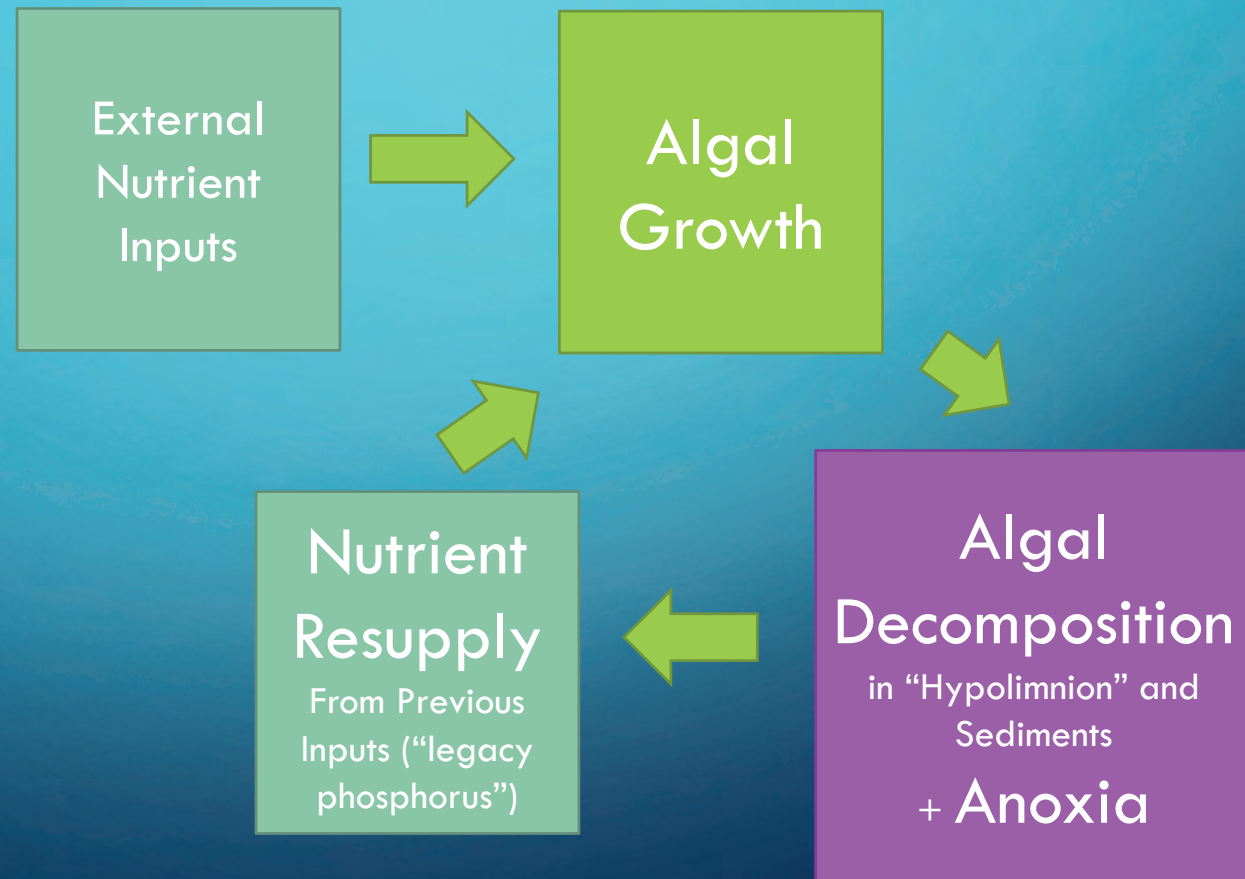 External
Nutrient
Inputs
Algal
Growth
Nutrient
Resupply
From Previous
Inputs (“legacy
phosphorus”)
Algal
Decomposition
in “Hypolimnion” and
Sediments
+ Anoxia